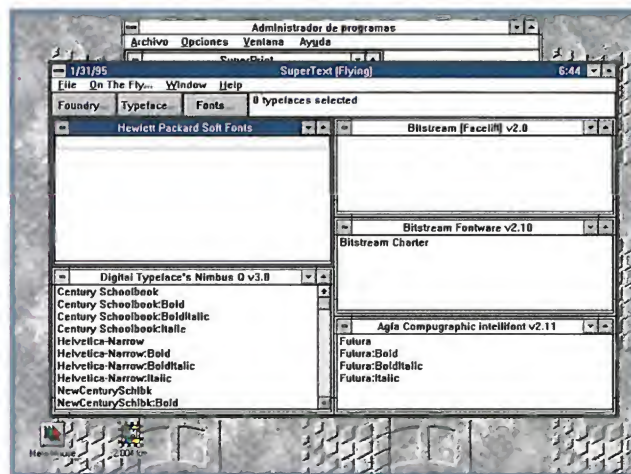 Administrador de programas
Archivo Opciones Ventana Ayuda
SuperPrint
1/31/95 SuperText [Flying] 6:44
File On The Fly... Window Help
Foundry... Typeface... Fonts... 0 typefaces selected
Hewlett Packard Soft Fonts
Bitstream [Facelift] v2.0
Bitstream Fontware v2.10
Bitstream Charter
Digital Typeface's Nimbus Q v3.0
Century Schoolbook
Century Schoolbook:Bold
Century Schoolbook:BoldItalic
Century Schoolbook:Italic
Helvetica-Narrow
Helvetica-Narrow:Bold
Helvetica-Narrow:BoldItalic
Helvetica-Narrow:Italic
NewCenturySchlbk
NewCenturySchlbk:Bold
Agfa Compugraphic intellifont v2.11
Futura
Futura:Bold
Futura:BoldItalic
Futura:Italic